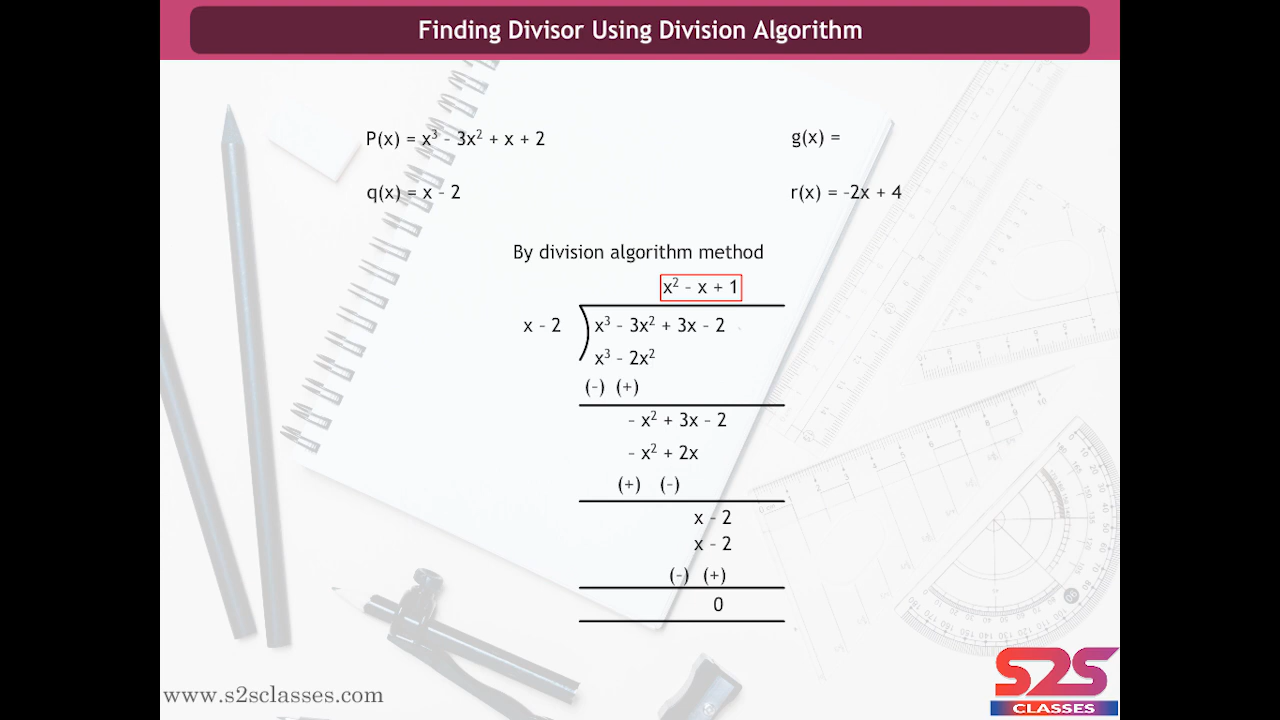 Finding Divisor Using Division Algorithm
P(x) = x³ - 3x² + x + 2
g(x) =
q(x) = x - 2
r(x) = -2x + 4
By division algorithm method
x² - x + 1
x - 2
x³ - 3x² + 3x - 2
x³ - 2x²
(-) (+)
- x² + 3x - 2
- x² + 2x
(+) (-)
x - 2
x - 2
(-) (+)
0
www.s2sclasses.com
S2S
CLASSES